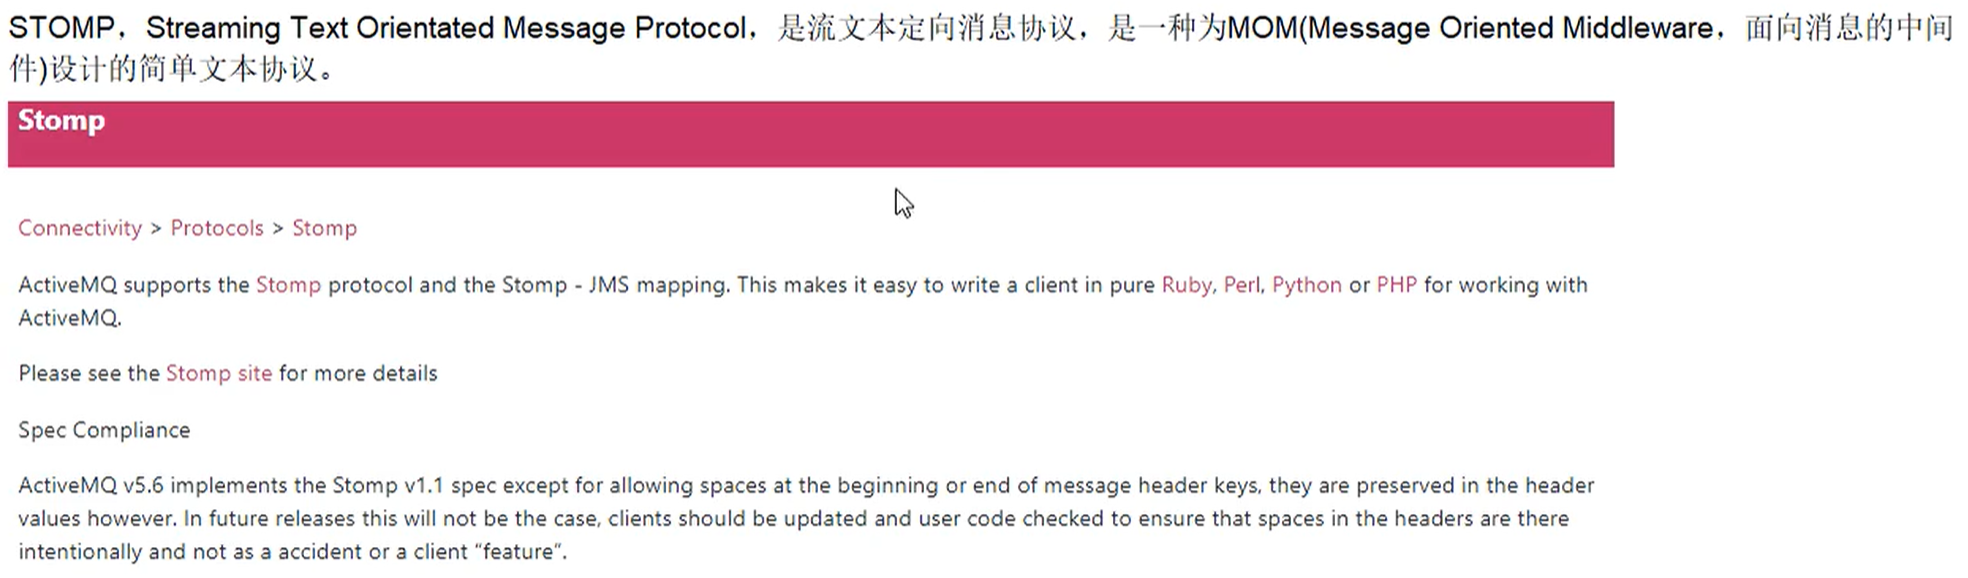 STOMP，Streaming Text Orientated Message Protocol，是流文本定向消息协议，是一种为MOM(Message Oriented Middleware，面向消息的中间
件)设计的简单文本协议。
Stomp
Connectivity > Protocols > Stomp
ActiveMQ supports the Stomp protocol and the Stomp - JMS mapping. This makes it easy to write a client in pure Ruby, Perl, Python or PHP for working with
ActiveMQ.
Please see the Stomp site for more details
Spec Compliance
ActiveMQ v5.6 implements the Stomp v1.1 spec except for allowing spaces at the beginning or end of message header keys, they are preserved in the header
values however. In future releases this will not be the case, clients should be updated and user code checked to ensure that spaces in the headers are there
intentionally and not as a accident or a client “feature”.